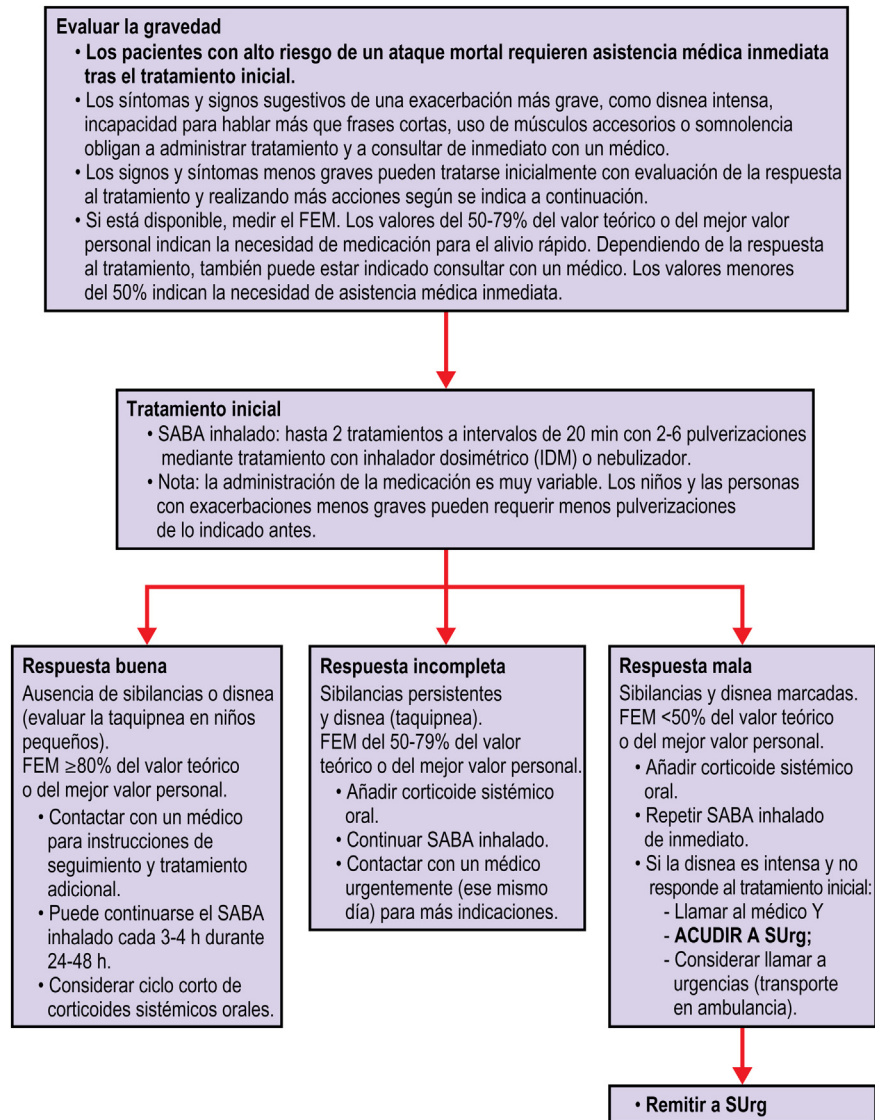 Evaluar la gravedad
• Los pacientes con alto riesgo de un ataque mortal requieren asistencia médica inmediata
tras el tratamiento inicial.
• Los síntomas y signos sugestivos de una exacerbación más grave, como disnea intensa,
incapacidad para hablar más que frases cortas, uso de músculos accesorios o somnolencia
obligan a administrar tratamiento y a consultar de inmediato con un médico.
• Los signos y síntomas menos graves pueden tratarse inicialmente con evaluación de la respuesta
al tratamiento y realizando más acciones según se indica a continuación.
• Si está disponible, medir el FEM. Los valores del 50-79% del valor teórico o del mejor valor
personal indican la necesidad de medicación para el alivio rápido. Dependiendo de la respuesta
al tratamiento, también puede estar indicado consultar con un médico. Los valores menores
del 50% indican la necesidad de asistencia médica inmediata.
Tratamiento inicial
• SABA inhalado: hasta 2 tratamientos a intervalos de 20 min con 2-6 pulverizaciones
mediante tratamiento con inhalador dosimétrico (IDM) o nebulizador.
• Nota: la administración de la medicación es muy variable. Los niños y las personas
con exacerbaciones menos graves pueden requerir menos pulverizaciones
de lo indicado antes.
Respuesta buena
Ausencia de sibilancias o disnea
(evaluar la taquipnea en niños
pequeños).
FEM ≥80% del valor teórico
o del mejor valor personal.
• Contactar con un médico
para instrucciones de
seguimiento y tratamiento
adicional.
• Puede continuarse el SABA
inhalado cada 3-4 h durante
24-48 h.
• Considerar ciclo corto de
corticoides sistémicos orales.
Respuesta incompleta
Sibilancias persistentes
y disnea (taquipnea).
FEM del 50-79% del valor
teórico o del mejor valor personal.
• Añadir corticoide sistémico
oral.
• Continuar SABA inhalado.
• Contactar con un médico
urgentemente (ese mismo
día) para más indicaciones.
Respuesta mala
Sibilancias y disnea marcadas.
FEM <50% del valor teórico
o del mejor valor personal.
• Añadir corticoide sistémico
oral.
• Repetir SABA inhalado
de inmediato.
• Si la disnea es intensa y no
responde al tratamiento inicial:
- Llamar al médico Y
- ACUDIR A SUrg;
- Considerar llamar a
urgencias (transporte
en ambulancia).
• Remitir a SUrg